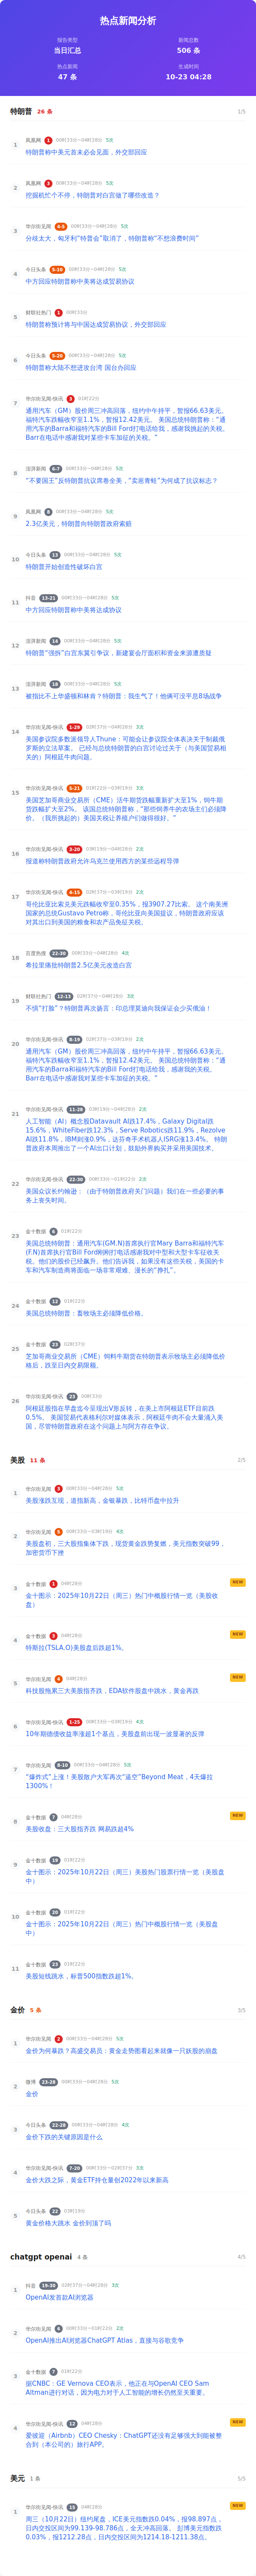 热点新闻分析
报告类型
新闻总数
当日汇总
506 条
热点新闻
生成时间
47 条
10-23 04:28
特朗普 26 条 1/5
1 凤凰网 1 00时33分~04时28分 5次
特朗普称中美元首未必会见面，外交部回应
2 凤凰网 3 00时33分~04时28分 5次
挖掘机忙个不停，特朗普对白宫做了哪些改造？
3 华尔街见闻 4-5 00时33分~04时28分 5次
分歧太大，匈牙利“特普会”取消了，特朗普称“不想浪费时间”
4 今日头条 5-10 00时33分~04时28分 5次
中方回应特朗普称中美将达成贸易协议
5 财联社热门 1 00时33分
特朗普称预计将与中国达成贸易协议，外交部回应
6 今日头条 5-26 00时33分~04时28分 5次
特朗普称大陆不想进攻台湾 国台办回应
7 华尔街见闻-快讯 3 01时22分
通用汽车（GM）股价周三冲高回落，纽约中午持平，暂报66.63美元。
福特汽车跌幅收窄至1.1%，暂报12.42美元。 美国总统特朗普称：“通
用汽车的Barra和福特汽车的Bill Ford打电话给我，感谢我挑起的关税。
Barr在电话中感谢我对某些卡车加征的关税。”
8 澎湃新闻 6-7 00时33分~04时28分 5次
“不要国王”反特朗普抗议席卷全美，“卖惩青蛙”为何成了抗议标志？
9 凤凰网 8 00时33分~04时28分 5次
2.3亿美元，特朗普向特朗普政府索赔
10 今日头条 13 00时33分~04时28分 5次
特朗普开始创造性破坏白宫
11 抖音 13-21 00时33分~04时28分 5次
中方回应特朗普称中美将达成协议
12 澎湃新闻 14 00时33分~04时28分 5次
特朗普“强拆”白宫东翼引争议，新建宴会厅面积和资金来源遭质疑
13 澎湃新闻 19 00时33分~04时28分 5次
被指比不上华盛顿和林肯？特朗普：我生气了！他俩可没平息8场战争
14 华尔街见闻-快讯 1-29 02时37分~04时28分 3次
美国参议院多数派领导人Thune：可能会让参议院全体表决关于制裁俄
罗斯的立法草案。 已经与总统特朗普的白宫讨论过关于（与美国贸易相
关的）阿根廷牛肉问题。
15 华尔街见闻-快讯 5-21 01时22分~03时19分 3次
美国芝加哥商业交易所（CME）活牛期货跌幅重新扩大至1%，饲牛期
货跌幅扩大至2%。 该国总统特朗普称，“那些饲养牛的农场主们必须降
价。（我所挑起的）美国关税让养殖户们做得很好。”
16 华尔街见闻-快讯 3-20 03时19分~04时28分 2次
报道称特朗普政府允许乌克兰使用西方的某些远程导弹
17 华尔街见闻-快讯 4-15 02时37分~03时19分 2次
哥伦比亚比索兑美元跌幅收窄至0.35%，报3907.27比索。 这个南美洲
国家的总统Gustavo Petro称，哥伦比亚向美国提议，特朗普政府应该
对其出口到美国的粮食和农产品免征关税。
18 百度热搜 22-30 00时33分~04时28分 4次
希拉里痛批特朗普2.5亿美元改造白宫
19 财联社热门 12-13 02时37分~04时28分 3次
不惧“打脸”？特朗普再次扬言：印总理莫迪向我保证会少买俄油！
20 华尔街见闻-快讯 8-19 02时37分~03时19分 2次
通用汽车（GM）股价周三冲高回落，纽约中午持平，暂报66.63美元。
福特汽车跌幅收窄至1.1%，暂报12.42美元。 美国总统特朗普称：“通
用汽车的Barra和福特汽车的Bill Ford打电话给我，感谢我的关税。
Barr在电话中感谢我对某些卡车加征的关税。”
21 华尔街见闻-快讯 11-28 03时19分~04时28分 2次
人工智能（AI）概念股Datavault AI跌17.4%，Galaxy Digital跌
15.6%，WhiteFiber跌12.3%，Serve Robotics跌11.9%，Rezolve
AI跌11.8%，IBM则涨0.9%，达芬奇手术机器人ISRG涨13.4%。 特朗
普政府本周推出了一个AI出口计划，鼓励外界购买并采用美国技术。
22 华尔街见闻-快讯 22-30 00时33分~01时22分 2次
美国众议长约翰逊：（由于特朗普政府关门问题）我们在一些必要的事
务上丧失时间。
23 金十数据 6 01时22分
美国总统特朗普：通用汽车(GM.N)首席执行官Mary Barra和福特汽车
(F.N)首席执行官Bill Ford刚刚打电话感谢我对中型和大型卡车征收关
税。他们的股价已经飙升。他们告诉我，如果没有这些关税，美国的卡
车和汽车制造商将面临一场非常艰难、漫长的“挣扎”。
24 金十数据 12 01时22分
美国总统特朗普：畜牧场主必须降低价格。
25 金十数据 23 02时37分
芝加哥商业交易所（CME）饲料牛期货在特朗普表示牧场主必须降低价
格后，跌至日内交易限额。
26 华尔街见闻-快讯 23 00时33分
阿根廷股指在早盘迄今呈现出V形反转，在美上市阿根廷ETF目前跌
0.5%。 美国贸易代表格利尔对媒体表示，阿根廷牛肉不会大量涌入美
国，尽管特朗普政府在这个问题上与阿方存在争议。
美股 11 条 2/5
1 华尔街见闻 3 00时33分~04时28分 5次
美股涨跌互现，道指新高，金银暴跌，比特币盘中拉升
2 华尔街见闻 5 00时33分~03时19分 4次
美股盘初，三大股指集体下跌，现货黄金跌势复燃，美元指数突破99，
加密货币下挫
3 金十数据 1 04时28分 NEW
金十图示：2025年10月22日（周三）热门中概股行情一览（美股收
盘）
4 金十数据 3 04时28分 NEW
特斯拉(TSLA.O)美股盘后跌超1%。
5 华尔街见闻 4 04时28分 NEW
科技股拖累三大美股指齐跌，EDA软件股盘中跳水，黄金再跌
6 华尔街见闻-快讯 1-25 00时33分~03时19分 4次
10年期德债收益率涨超1个基点，美股盘前出现一波显著的反弹
7 华尔街见闻 8-10 00时33分~04时28分 5次
“爆炸式”上涨！美股散户大军再次“逼空”Beyond Meat，4天爆拉
1300%！
8 金十数据 7 04时28分 NEW
美股收盘：三大股指齐跌 网易跌超4%
9 金十数据 19 01时22分
金十图示：2025年10月22日（周三）美股热门股票行情一览（美股盘
中）
10 金十数据 20 01时22分
金十图示：2025年10月22日（周三）热门中概股行情一览（美股盘
中）
11 金十数据 23 01时22分
美股短线跳水，标普500指数跌超1%。
金价 5 条 3/5
1 华尔街见闻 2 00时33分~04时28分 5次
金价为何暴跌？高盛交易员：黄金走势图看起来就像一只妖股的崩盘
2 微博 23-28 00时33分~04时28分 5次
金价
3 今日头条 22-28 00时33分~04时28分 4次
金价下跌的关键原因是什么
4 华尔街见闻-快讯 7-20 00时33分~02时37分 3次
金价大跌之际，黄金ETF持仓量创2022年以来新高
5 今日头条 22 03时19分
黄金价格大跳水 金价到顶了吗
chatgpt openai 4 条 4/5
1 抖音 19-30 02时37分~04时28分 3次
OpenAI发首款AI浏览器
2 华尔街见闻 6 00时33分~01时22分 2次
OpenAI推出AI浏览器ChatGPT Atlas，直接与谷歌竞争
3 金十数据 7 01时22分
据CNBC：GE Vernova CEO表示，他正在与OpenAI CEO Sam
Altman进行对话，因为电力对于人工智能的增长仍然至关重要。
4 华尔街见闻-快讯 12 04时28分 NEW
爱彼迎（Airbnb）CEO Chesky：ChatGPT还没有足够强大到能被整
合到（本公司的）旅行APP。
美元 1 条 5/5
1 华尔街见闻-快讯 15 04时28分 NEW
周三（10月22日）纽约尾盘，ICE美元指数跌0.04%，报98.897点，
日内交投区间为99.139-98.786点，全天冲高回落。 彭博美元指数跌
0.03%，报1212.28点，日内交投区间为1214.18-1211.38点。